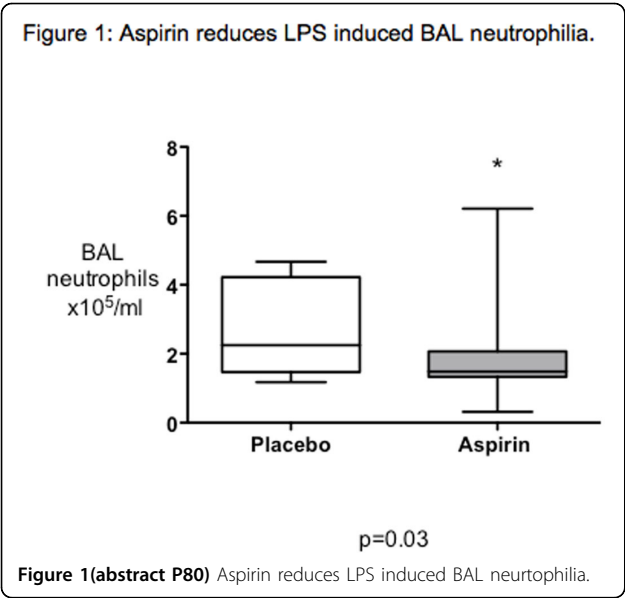 Figure 1: Aspirin reduces LPS induced BAL neutrophilia.
8
*
6
BAL
neutrophils
x10⁵/ml
4
2
0
Placebo
Aspirin
p=0.03
Figure 1(abstract P80) Aspirin reduces LPS induced BAL neurtophilia.